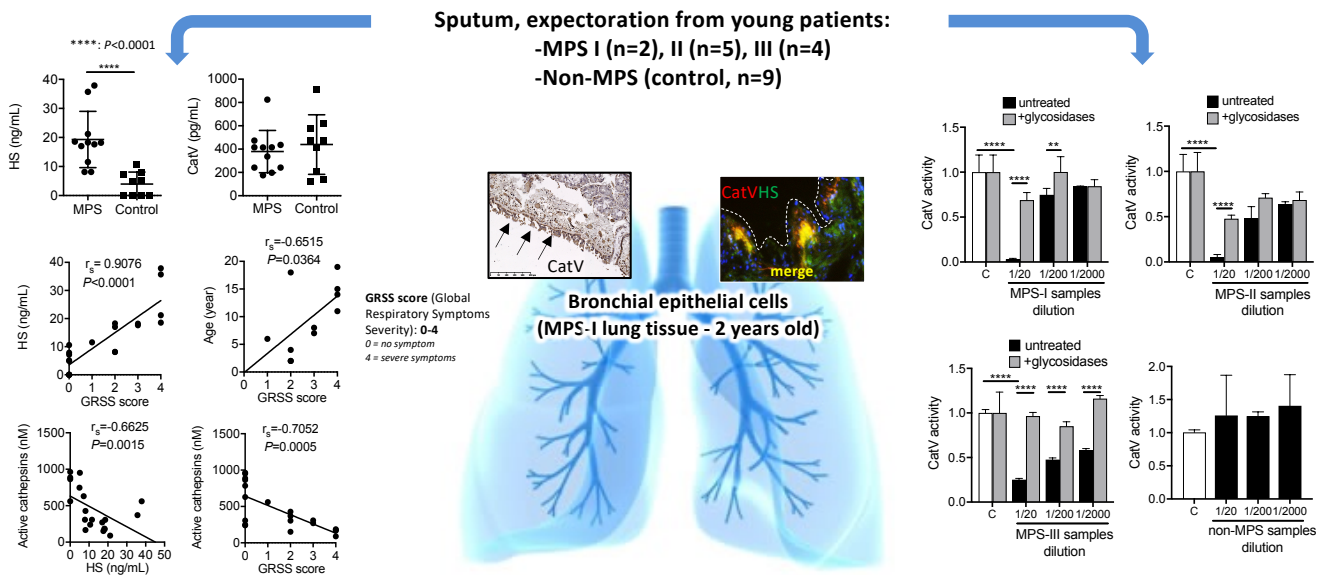 Sputum, expectoration from young patients:
-MPS I (n=2), II (n=5), III (n=4)
-Non-MPS (control, n=9)
****: P<0.0001
****
HS (ng/mL)
40
30
20
10
0
MPS
Control
CatV (pg/mL)
1000
800
600
400
200
0
MPS
Control
rs= 0.9076
P<0.0001
HS (ng/mL)
40
30
20
10
0
0
1
2
3
4
GRSS score
rs=-0.6515
P=0.0364
Age (year)
20
15
10
5
0
0
1
2
3
4
GRSS score
GRSS score (Global
Respiratory Symptoms
Severity): 0-4
0 = no symptom
4 = severe symptoms
rs=-0.6625
P=0.0015
Active cathepsins (nM)
1500
1000
500
0
0
10
20
30
40
50
HS (ng/mL)
rs=-0.7052
P=0.0005
Active cathepsins (nM)
1500
1000
500
0
0
1
2
3
4
GRSS score
CatV
CatVHS
merge
Bronchial epithelial cells
(MPS-I lung tissue - 2 years old)
untreated
+glycosidases
CatV activity
1.5
1.0
0.5
0.0
****
****
**
C
1/20
1/200
1/2000
MPS-I samples
dilution
untreated
+glycosidases
CatV activity
1.5
1.0
0.5
0.0
****
****
C
1/20
1/200
1/2000
MPS-II samples
dilution
untreated
+glycosidases
CatV activity
1.5
1.0
0.5
0.0
****
****
****
****
C
1/20
1/200
1/2000
MPS-III samples
dilution
CatV activity
2.0
1.5
1.0
0.5
0.0
C
1/20
1/200
1/2000
non-MPS samples
dilution